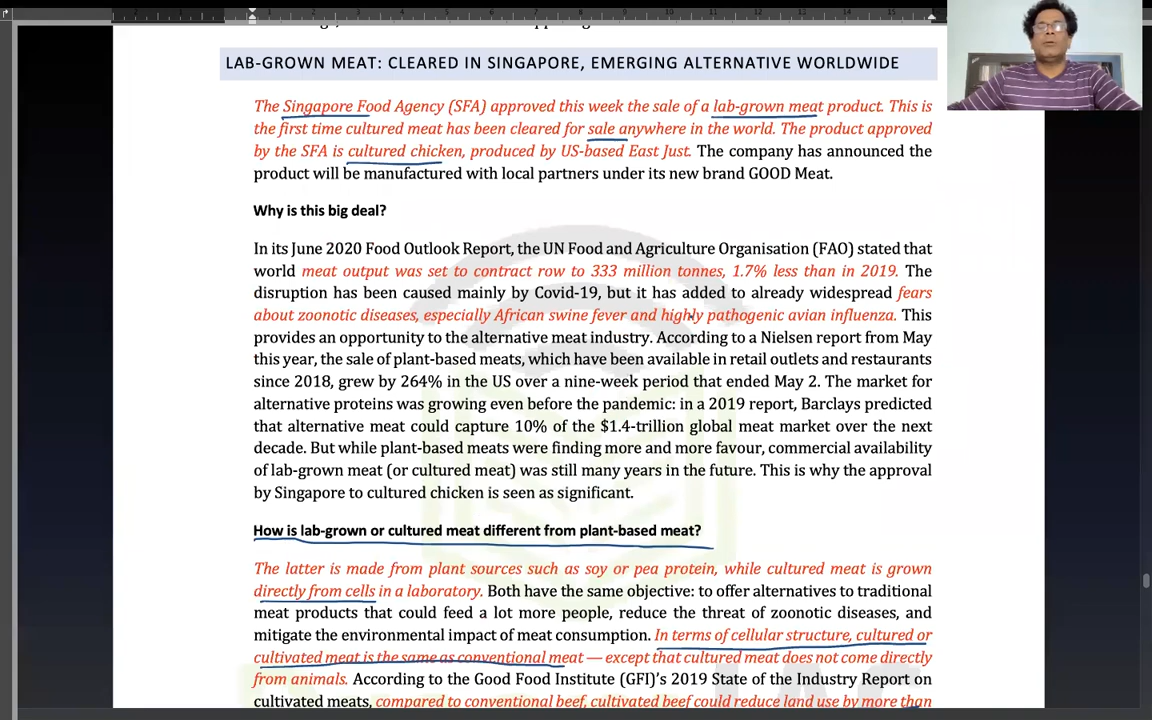 LAB-GROWN MEAT: CLEARED IN SINGAPORE, EMERGING ALTERNATIVE WORLDWIDE
The Singapore Food Agency (SFA) approved this week the sale of a lab-grown meat product. This is
the first time cultured meat has been cleared for sale anywhere in the world. The product approved
by the SFA is cultured chicken, produced by US-based East Just. The company has announced the
product will be manufactured with local partners under its new brand GOOD Meat.
Why is this big deal?
In its June 2020 Food Outlook Report, the UN Food and Agriculture Organisation (FAO) stated that
world meat output was set to contract row to 333 million tonnes, 1.7% less than in 2019. The
disruption has been caused mainly by Covid-19, but it has added to already widespread fears
about zoonotic diseases, especially African swine fever and highly pathogenic avian influenza. This
provides an opportunity to the alternative meat industry. According to a Nielsen report from May
this year, the sale of plant-based meats, which have been available in retail outlets and restaurants
since 2018, grew by 264% in the US over a nine-week period that ended May 2. The market for
alternative proteins was growing even before the pandemic: in a 2019 report, Barclays predicted
that alternative meat could capture 10% of the $1.4-trillion global meat market over the next
decade. But while plant-based meats were finding more and more favour, commercial availability
of lab-grown meat (or cultured meat) was still many years in the future. This is why the approval
by Singapore to cultured chicken is seen as significant.
How is lab-grown or cultured meat different from plant-based meat?
The latter is made from plant sources such as soy or pea protein, while cultured meat is grown
directly from cells in a laboratory. Both have the same objective: to offer alternatives to traditional
meat products that could feed a lot more people, reduce the threat of zoonotic diseases, and
mitigate the environmental impact of meat consumption. In terms of cellular structure, cultured or
cultivated meat is the same as conventional meat — except that cultured meat does not come directly
from animals. According to the Good Food Institute (GFI)'s 2019 State of the Industry Report on
cultivated meats, compared to conventional beef, cultivated beef could reduce land use by more than